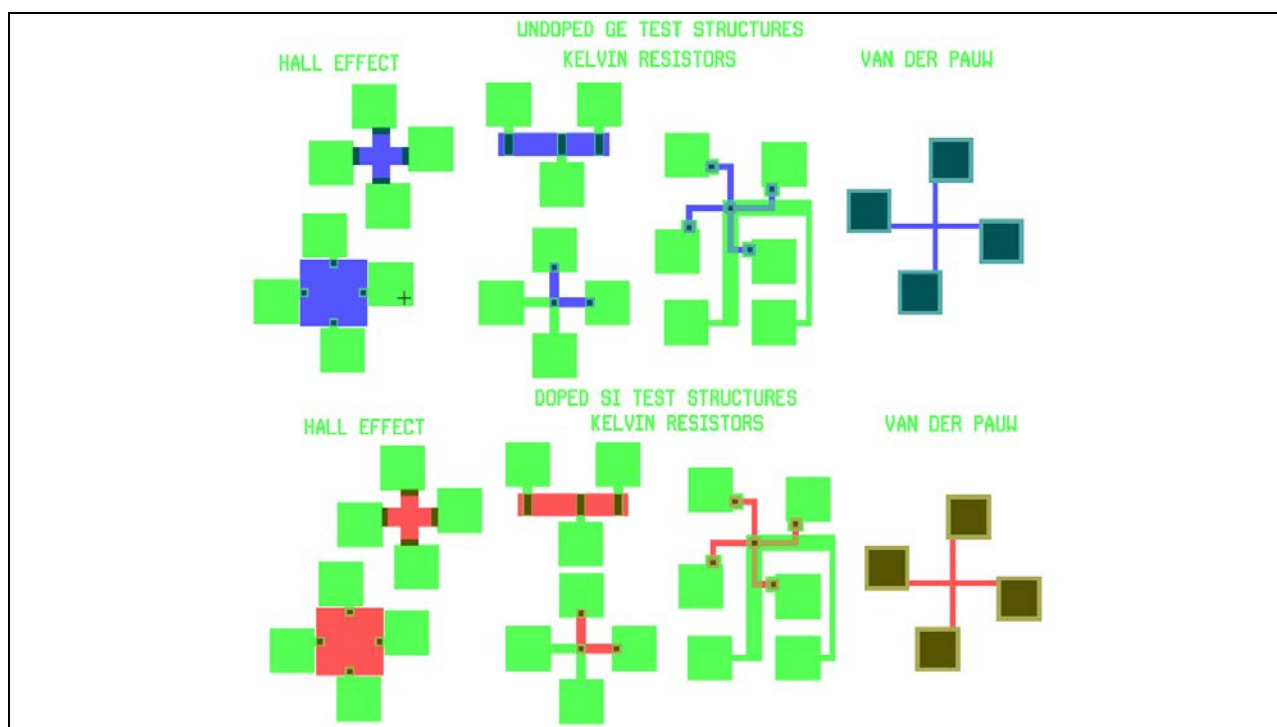 UNDOPED GE TEST STRUCTURES
HALL EFFECT
KELVIN RESISTORS
VAN DER PAUW
DOPED SI TEST STRUCTURES
HALL EFFECT
KELVIN RESISTORS
VAN DER PAUW